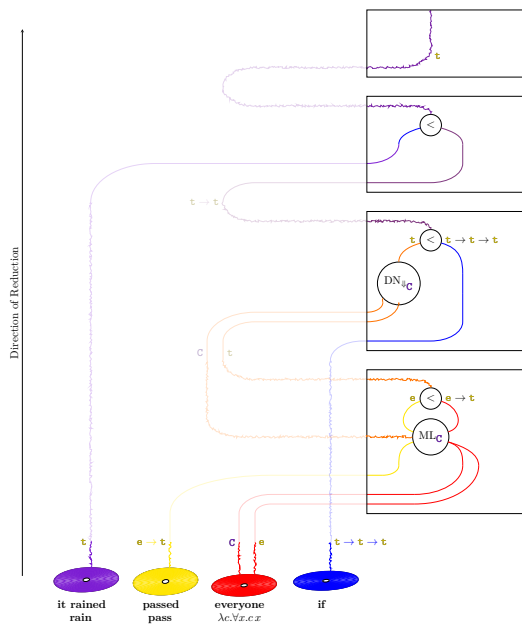 t
<
t → t
t < t → t → t
DN⇓C
C t
e < e → t
ML C
Direction of Reduction
t e → t C e t → t → t
it rained passed everyone if
rain pass λc.∀x.c x